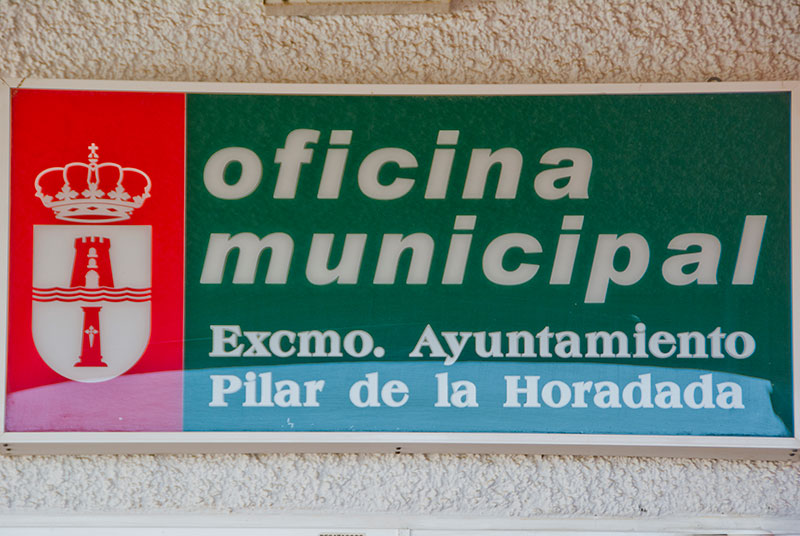 oficina
municipal
Excmo. Ayuntamiento
Pilar de la Horadada